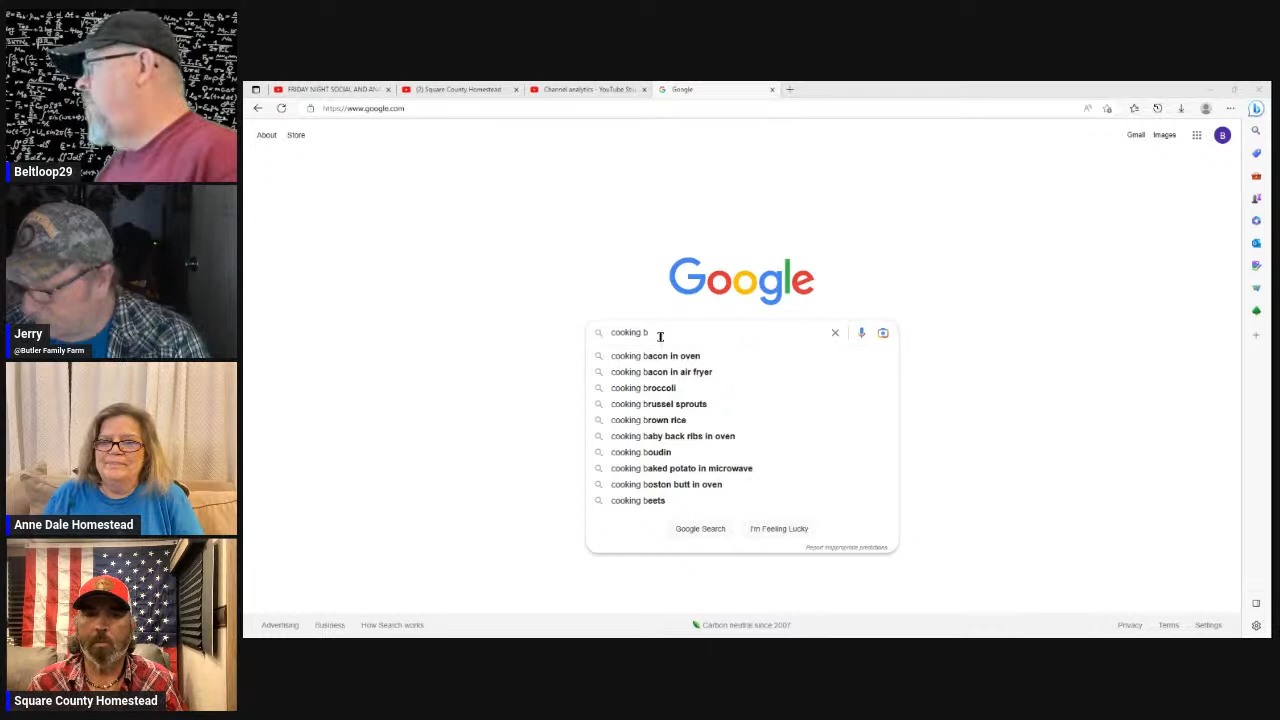 Beltloop29
Jerry
@Butler Family Farm
Anne Dale Homestead
Square County Homestead
FRIDAY NIGHT SOCIAL AND AN
(2) Square County Homestead
Channel analytics - YouTube Stu
Google
https://www.google.com
About Store
Gmail Images
B
Google
cooking b
cooking bacon in oven
cooking bacon in air fryer
cooking broccoli
cooking brussel sprouts
cooking brown rice
cooking baby back ribs in oven
cooking boudin
cooking baked potato in microwave
cooking boston butt in oven
cooking beets
Google Search I'm Feeling Lucky
Report inappropriate predictions
Advertising Business How Search works
Carbon neutral since 2007
Privacy Terms Settings